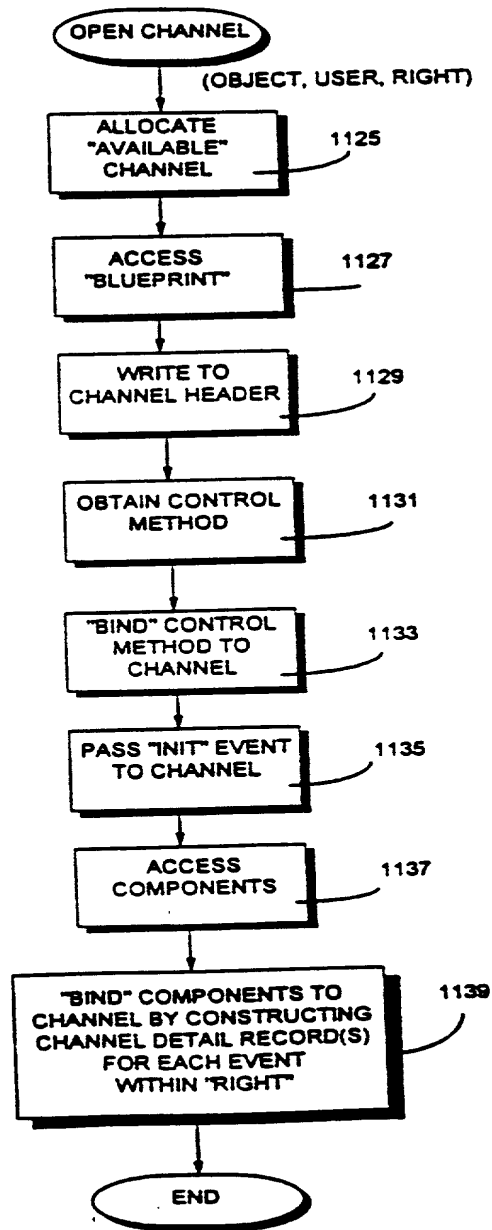 OPEN CHANNEL
(OBJECT, USER, RIGHT)
ALLOCATE
"AVAILABLE"
CHANNEL
1125
ACCESS
"BLUEPRINT"
1127
WRITE TO
CHANNEL HEADER
1129
OBTAIN CONTROL
METHOD
1131
"BIND" CONTROL
METHOD TO
CHANNEL
1133
PASS "INIT" EVENT
TO CHANNEL
1135
ACCESS
COMPONENTS
1137
"BIND" COMPONENTS TO
CHANNEL BY CONSTRUCTING
CHANNEL DETAIL RECORD(S)
FOR EACH EVENT
WITHIN "RIGHT"
1139
END